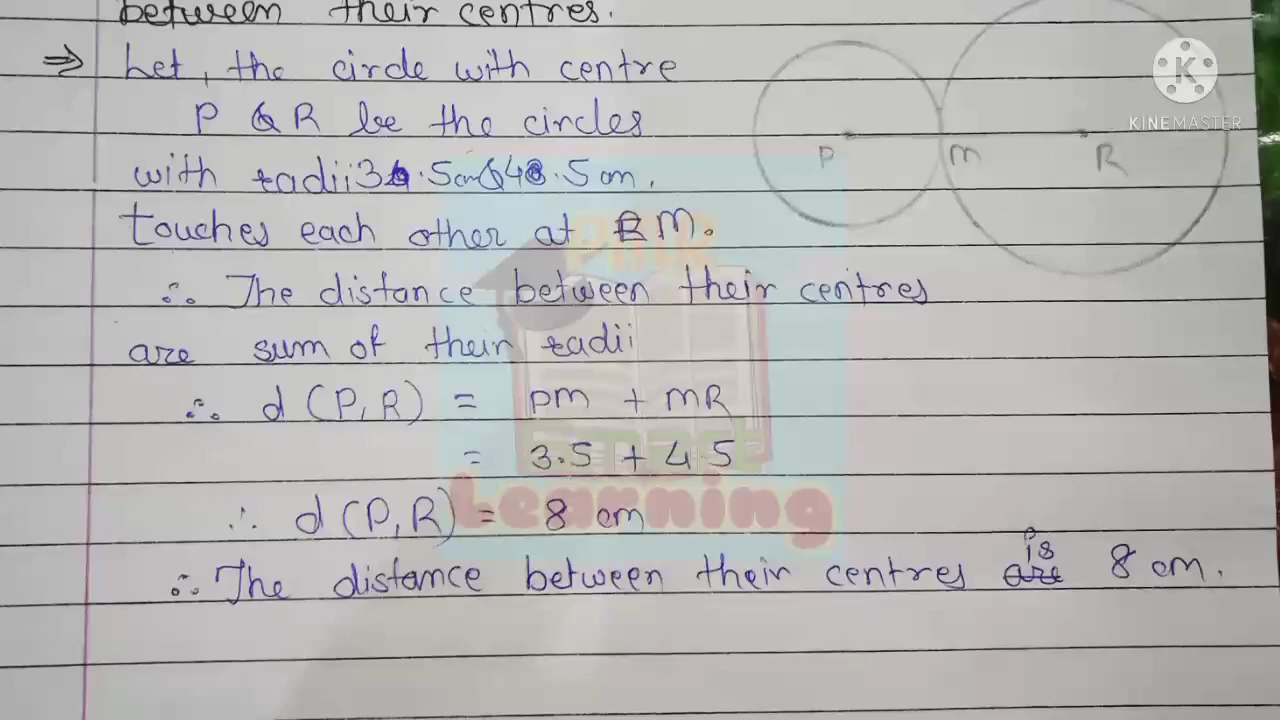 between their centres.
⇒ Let, the circle with centre
P & R be the circles
with radii 3.5cm & 4.5 cm.
touches each other at M.
∴ The distance between their centres
are sum of their radii
∴ d (P, R) = PM + MR
= 3.5 + 4.5
∴ d (P, R) = 8 cm
∴ The distance between their centres is 8 cm.
P M R
K
KINEMASTER
PMR
Smart
Learning